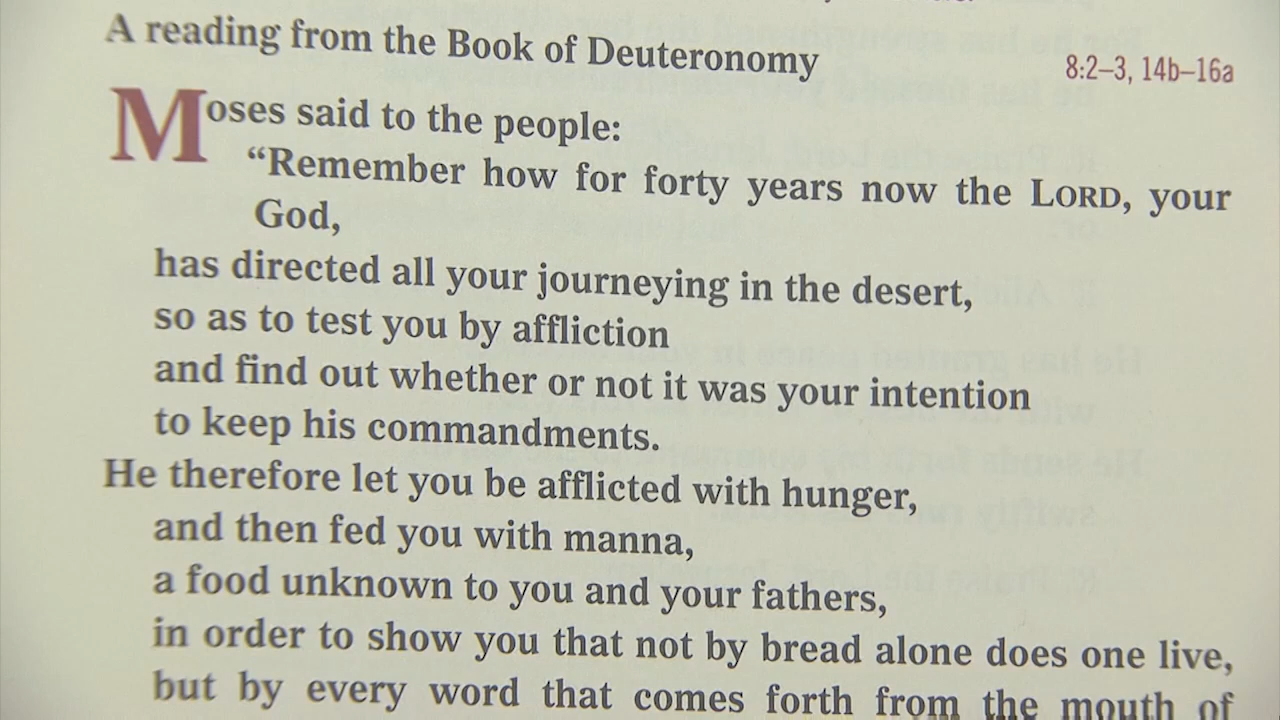 A reading from the Book of Deuteronomy
8:2–3, 14b–16a
Moses said to the people:
“Remember how for forty years now the LORD, your
God,
has directed all your journeying in the desert,
so as to test you by affliction
and find out whether or not it was your intention
to keep his commandments.
He therefore let you be afflicted with hunger,
and then fed you with manna,
a food unknown to you and your fathers,
in order to show you that not by bread alone does one live,
but by every word that comes forth from the mouth of